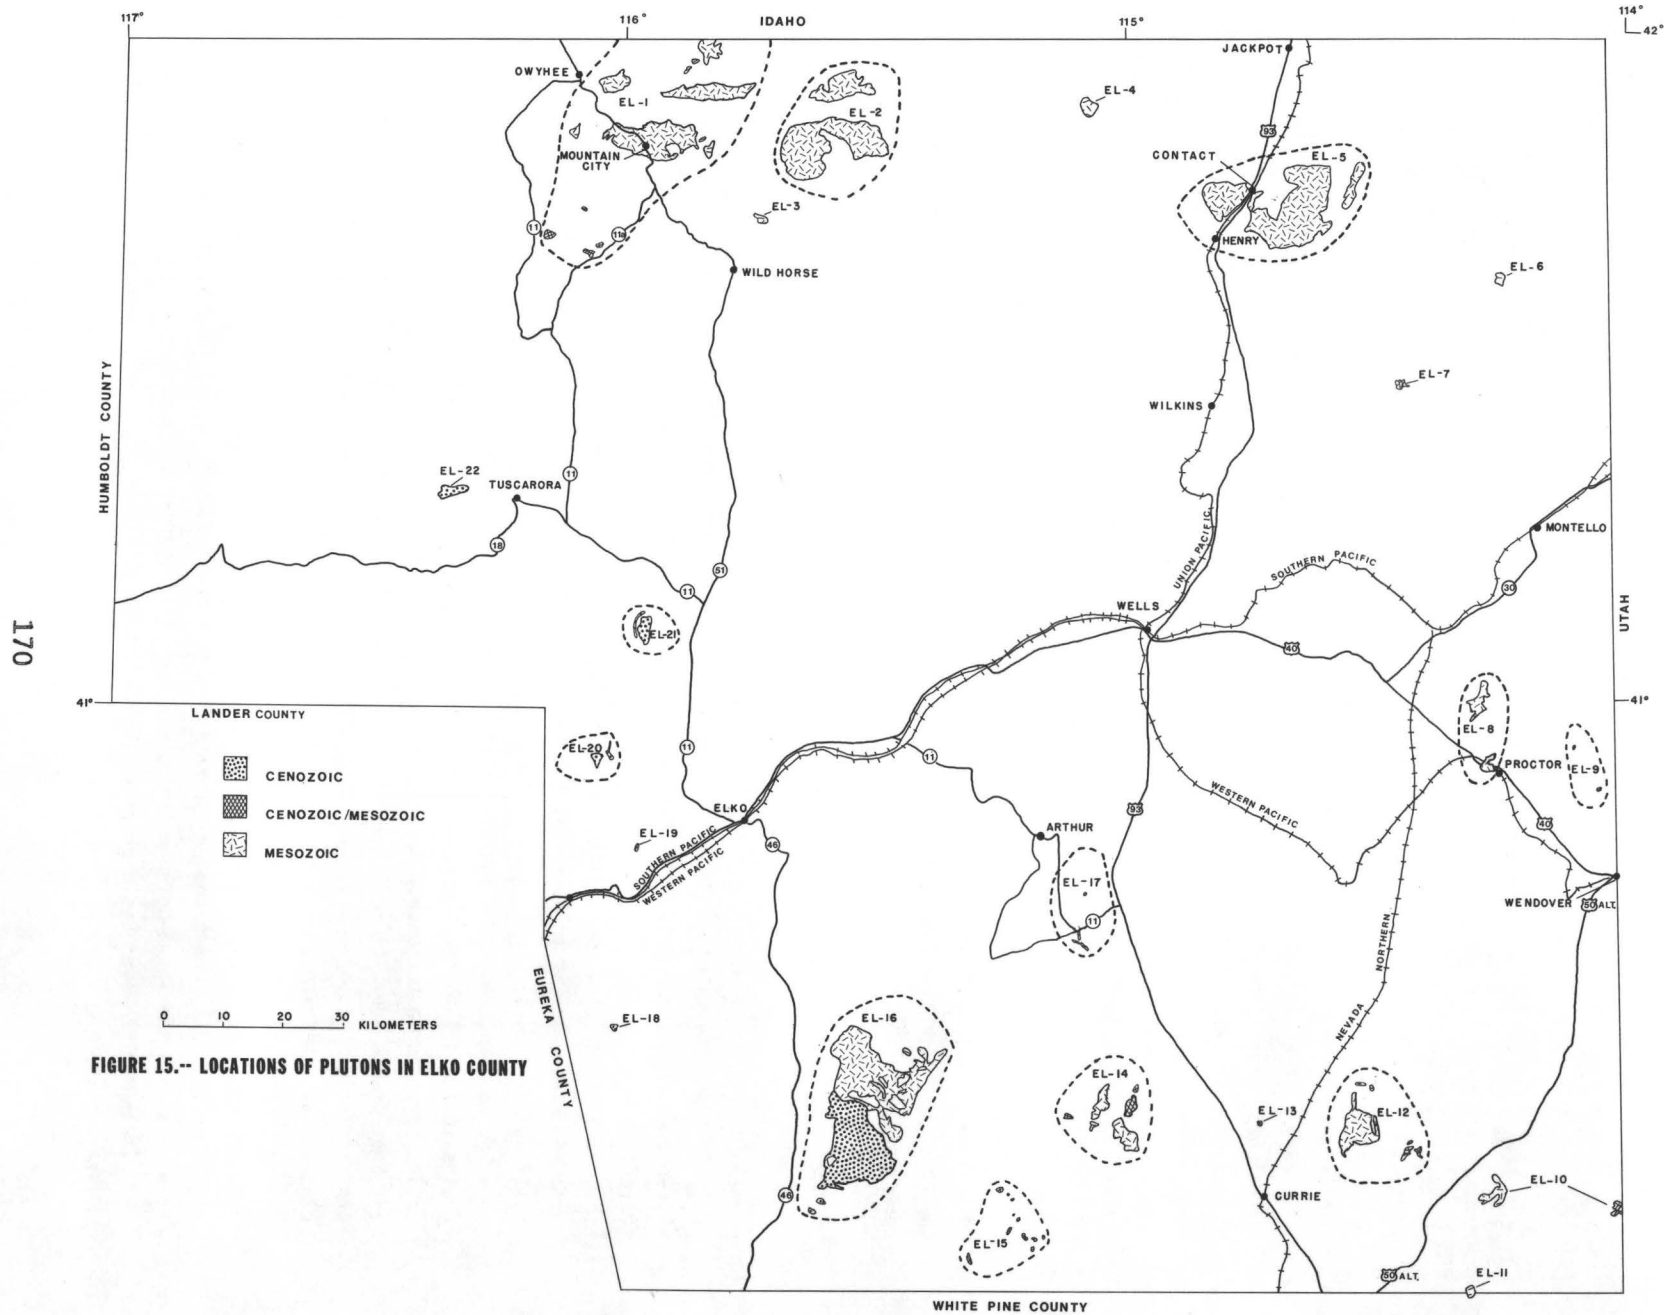 117°
116°
IDAHO
115°
114°
42°
JACKPOT
OWYHEE
EL-1
EL-2
EL-4
93
MOUNTAIN
CITY
CONTACT
EL-5
EL-3
11
11a
HENRY
WILD HORSE
EL-6
HUMBOLDT COUNTY
EL-7
WILKINS
EL-22
TUSCARORA
11
MONTELLO
18
UNION PACIFIC
SOUTHERN PACIFIC
51
11
30
WELLS
UTAH
EL-21
40
170
41°
41°
LANDER COUNTY
EL-8
EL-20
11
11
PROCTOR
EL-9
CENOZOIC
CENOZOIC/MESOZOIC
MESOZOIC
WESTERN PACIFIC
ELKO
93
40
EL-19
SOUTHERN PACIFIC
WESTERN PACIFIC
46
ARTHUR
EL-17
WENDOVER
50 ALT.
11
NORTHERN
NEVADA
EUREKA COUNTY
EL-18
EL-16
0 10 20 30 KILOMETERS
FIGURE 15.-- LOCATIONS OF PLUTONS IN ELKO COUNTY
EL-14
EL-13
EL-12
46
CURRIE
EL-10
EL-15
50 ALT.
EL-11
WHITE PINE COUNTY